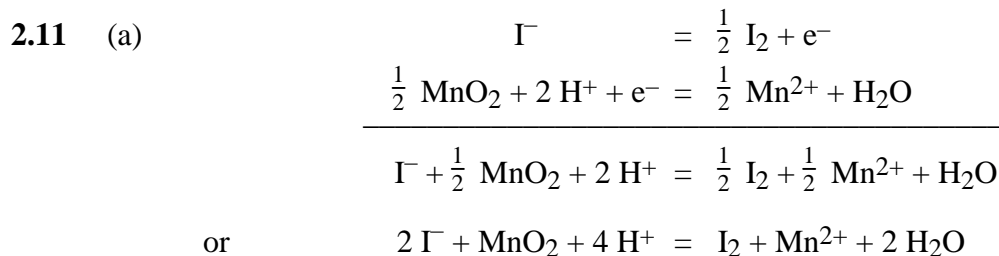 2.11 (a) I⁻ = 1/2 I₂ + e⁻
1/2 MnO₂ + 2 H⁺ + e⁻ = 1/2 Mn²⁺ + H₂O
I⁻ + 1/2 MnO₂ + 2 H⁺ = 1/2 I₂ + 1/2 Mn²⁺ + H₂O
or 2 I⁻ + MnO₂ + 4 H⁺ = I₂ + Mn²⁺ + 2 H₂O